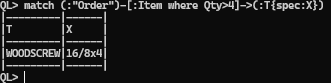 QL> match (:"Order")-[:Item where Qty>4]->(:T{spec:X})
|---------|------|
|T        |X     |
|---------|------|
|WOODSCREW|16/8x4|
|---------|------|
QL>